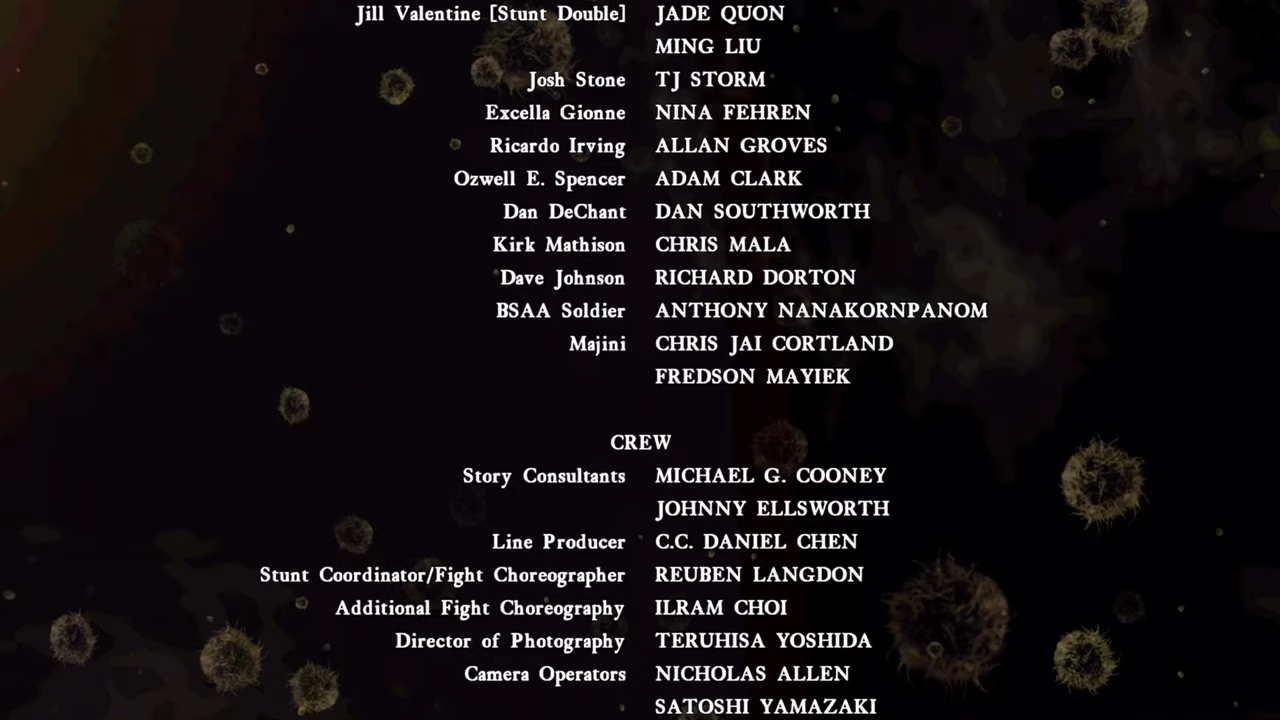 Jill Valentine [Stunt Double] JADE QUON
MING LIU
Josh Stone TJ STORM
Excella Gionne NINA FEHREN
Ricardo Irving ALLAN GROVES
Ozwell E. Spencer ADAM CLARK
Dan DeChant DAN SOUTHWORTH
Kirk Mathison CHRIS MALA
Dave Johnson RICHARD DORTON
BSAA Soldier ANTHONY NANAKORNPANOM
Majini CHRIS JAI CORTLAND
FREDSON MAYIEK
CREW
Story Consultants MICHAEL G. COONEY
JOHNNY ELLSWORTH
Line Producer C.C. DANIEL CHEN
Stunt Coordinator/Fight Choreographer REUBEN LANGDON
Additional Fight Choreography ILRAM CHOI
Director of Photography TERUHISA YOSHIDA
Camera Operators NICHOLAS ALLEN
SATOSHI YAMAZAKI